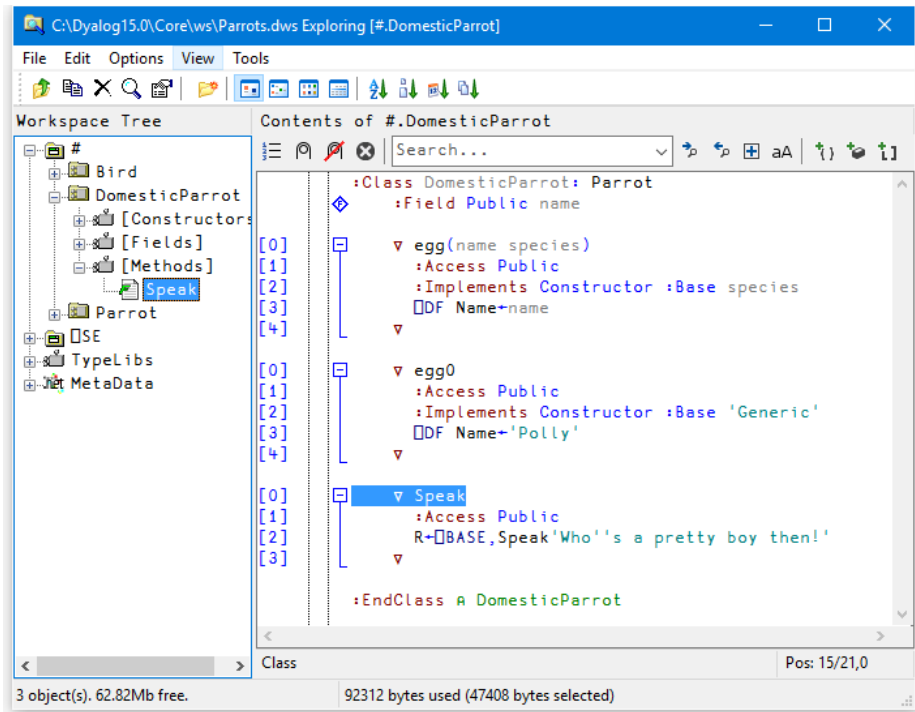 C:\Dyalog15.0\Core\ws\Parrots.dws Exploring [#.DomesticParrot]
File Edit Options View Tools
Workspace Tree
#
Bird
DomesticParrot
[Constructors
[Fields]
[Methods]
Speak
Parrot
⎕SE
TypeLibs
.NET MetaData
Contents of #.DomesticParrot
Search... aA
:Class DomesticParrot: Parrot
:Field Public name
[0] ∇ egg(name species)
[1] :Access Public
[2] :Implements Constructor :Base species
[3] ⎕DF Name←name
[4] ∇
[0] ∇ egg0
[1] :Access Public
[2] :Implements Constructor :Base 'Generic'
[3] ⎕DF Name←'Polly'
[4] ∇
[0] ∇ Speak
[1] :Access Public
[2] R←⎕BASE,Speak'Who''s a pretty boy then!'
[3] ∇
:EndClass ⍝ DomesticParrot
Class Pos: 15/21,0
3 object(s). 62.82Mb free. 92312 bytes used (47408 bytes selected)